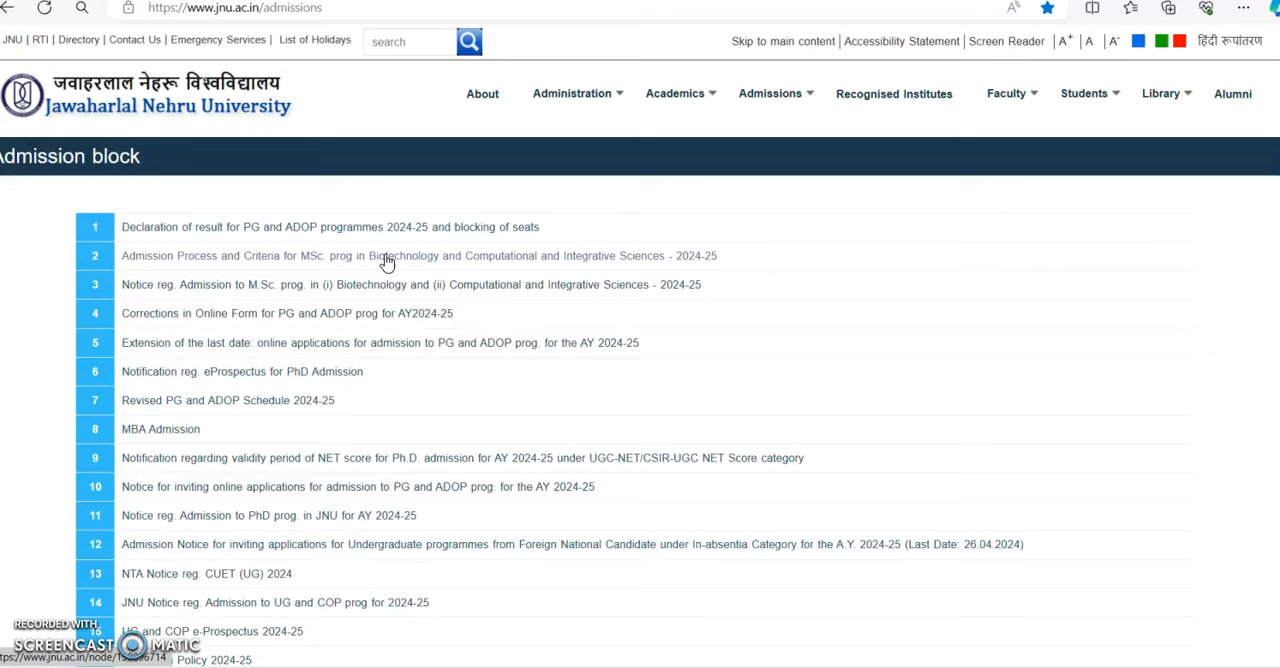 https://www.jnu.ac.in/admissions
JNU | RTI | Directory | Contact Us | Emergency Services | List of Holidays
search
Skip to main content | Accessibility Statement | Screen Reader | A+ | A | A- हिंदी रूपांतरण
जवाहरलाल नेहरू विश्वविद्यालय
Jawaharlal Nehru University
About Administration Academics Admissions Recognised Institutes Faculty Students Library Alumni
Admission block
1 Declaration of result for PG and ADOP programmes 2024-25 and blocking of seats
2 Admission Process and Criteria for MSc. prog in Biotechnology and Computational and Integrative Sciences - 2024-25
3 Notice reg. Admission to M.Sc. prog. in (i) Biotechnology and (ii) Computational and Integrative Sciences - 2024-25
4 Corrections in Online Form for PG and ADOP prog for AY2024-25
5 Extension of the last date: online applications for admission to PG and ADOP prog. for the AY 2024-25
6 Notification reg. eProspectus for PhD Admission
7 Revised PG and ADOP Schedule 2024-25
8 MBA Admission
9 Notification regarding validity period of NET score for Ph.D. admission for AY 2024-25 under UGC-NET/CSIR-UGC NET Score category
10 Notice for inviting online applications for admission to PG and ADOP prog. for the AY 2024-25
11 Notice reg. Admission to PhD prog. in JNU for AY 2024-25
12 Admission Notice for inviting applications for Undergraduate programmes from Foreign National Candidate under In-absentia Category for the A.Y. 2024-25 (Last Date: 26.04.2024)
13 NTA Notice reg. CUET (UG) 2024
14 JNU Notice reg. Admission to UG and COP prog for 2024-25
RECORDED WITH
15 UG and COP e-Prospectus 2024-25
SCREENCAST MATIC
Policy 2024-25